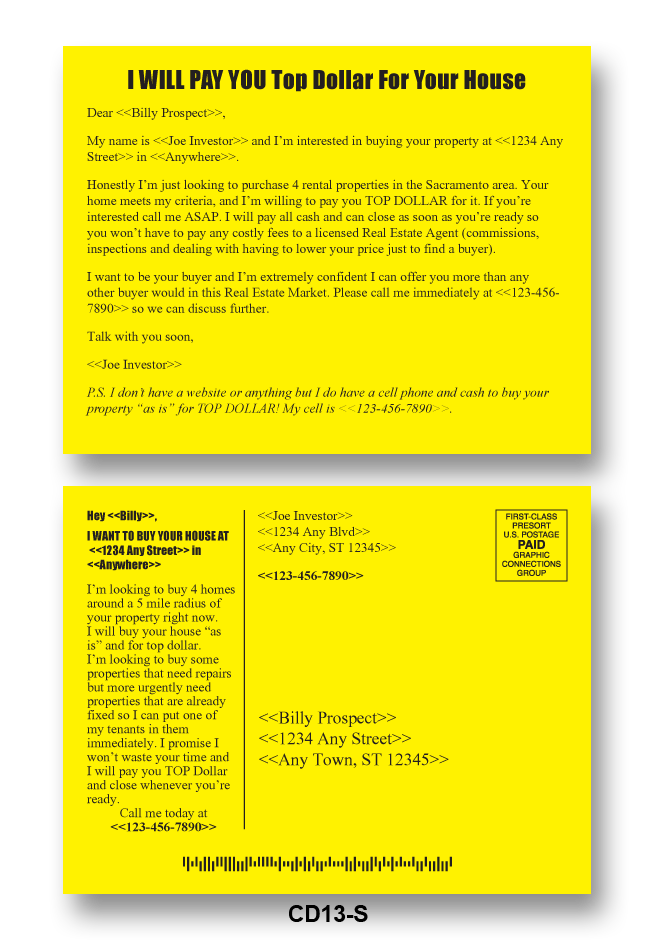 I WILL PAY YOU Top Dollar For Your House
Dear <<Billy Prospect>>,
My name is <<Joe Investor>> and I’m interested in buying your property at <<1234 Any
Street>> in <<Anywhere>>.
Honestly I’m just looking to purchase 4 rental properties in the Sacramento area. Your
home meets my criteria, and I’m willing to pay you TOP DOLLAR for it. If you’re
interested call me ASAP. I will pay all cash and can close as soon as you’re ready so
you won’t have to pay any costly fees to a licensed Real Estate Agent (commissions,
inspections and dealing with having to lower your price just to find a buyer).
I want to be your buyer and I’m extremely confident I can offer you more than any
other buyer would in this Real Estate Market. Please call me immediately at <<123-456-
7890>> so we can discuss further.
Talk with you soon,
<<Joe Investor>>
P.S. I don’t have a website or anything but I do have a cell phone and cash to buy your
property “as is” for TOP DOLLAR! My cell is <<123-456-7890>>.
Hey <<Billy>>,
I WANT TO BUY YOUR HOUSE AT
<<1234 Any Street>> in
<<Anywhere>>
I’m looking to buy 4 homes
around a 5 mile radius of
your property right now.
I will buy your house “as
is” and for top dollar.
I’m looking to buy some
properties that need repairs
but more urgently need
properties that are already
fixed so I can put one of
my tenants in them
immediately. I promise I
won’t waste your time and
I will pay you TOP Dollar
and close whenever you’re
ready.
Call me today at
<<123-456-7890>>
<<Joe Investor>>
<<1234 Any Blvd>>
<<Any City, ST 12345>>
<<123-456-7890>>
FIRST-CLASS
PRESORT
U.S. POSTAGE
PAID
GRAPHIC
CONNECTIONS
GROUP
<<Billy Prospect>>
<<1234 Any Street>>
<<Any Town, ST 12345>>
CD13-S